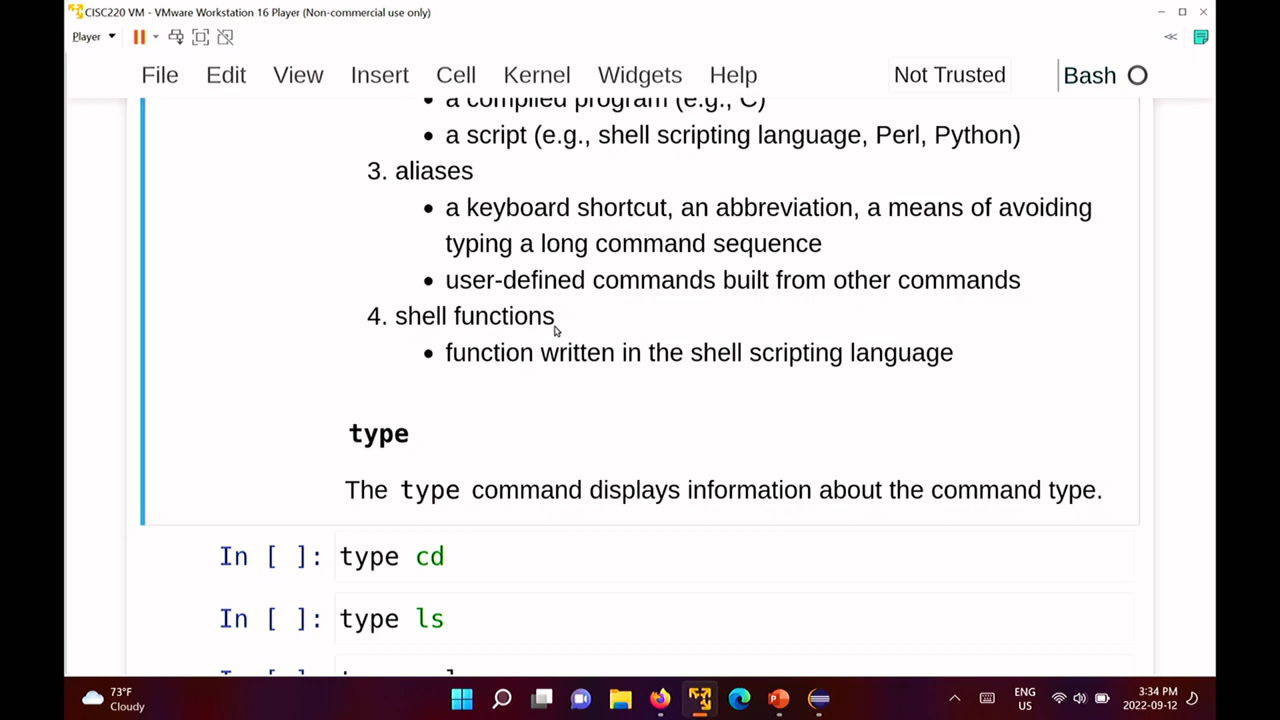 CISC220 VM - VMware Workstation 16 Player (Non-commercial use only)
Player
File Edit View Insert Cell Kernel Widgets Help Not Trusted Bash
• a compiled program (e.g., C)
• a script (e.g., shell scripting language, Perl, Python)
3. aliases
• a keyboard shortcut, an abbreviation, a means of avoiding
typing a long command sequence
• user-defined commands built from other commands
4. shell functions
• function written in the shell scripting language
type
The type command displays information about the command type.
In [ ]: type cd
In [ ]: type ls
73°F
Cloudy
ENG
US
3:34 PM
2022-09-12